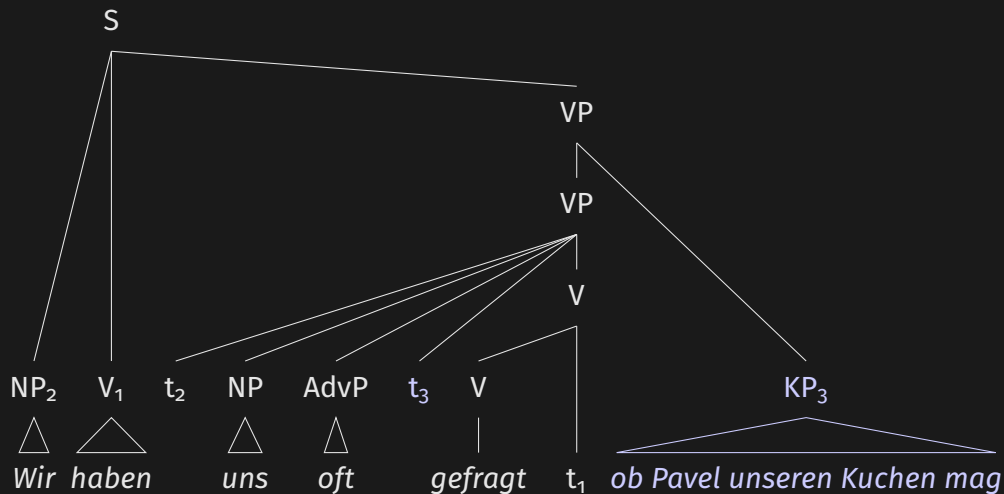 S
VP
VP
V
NP₂ V₁ t₂ NP AdvP t₃ V KP₃
Wir haben uns oft gefragt t₁ ob Pavel unseren Kuchen mag